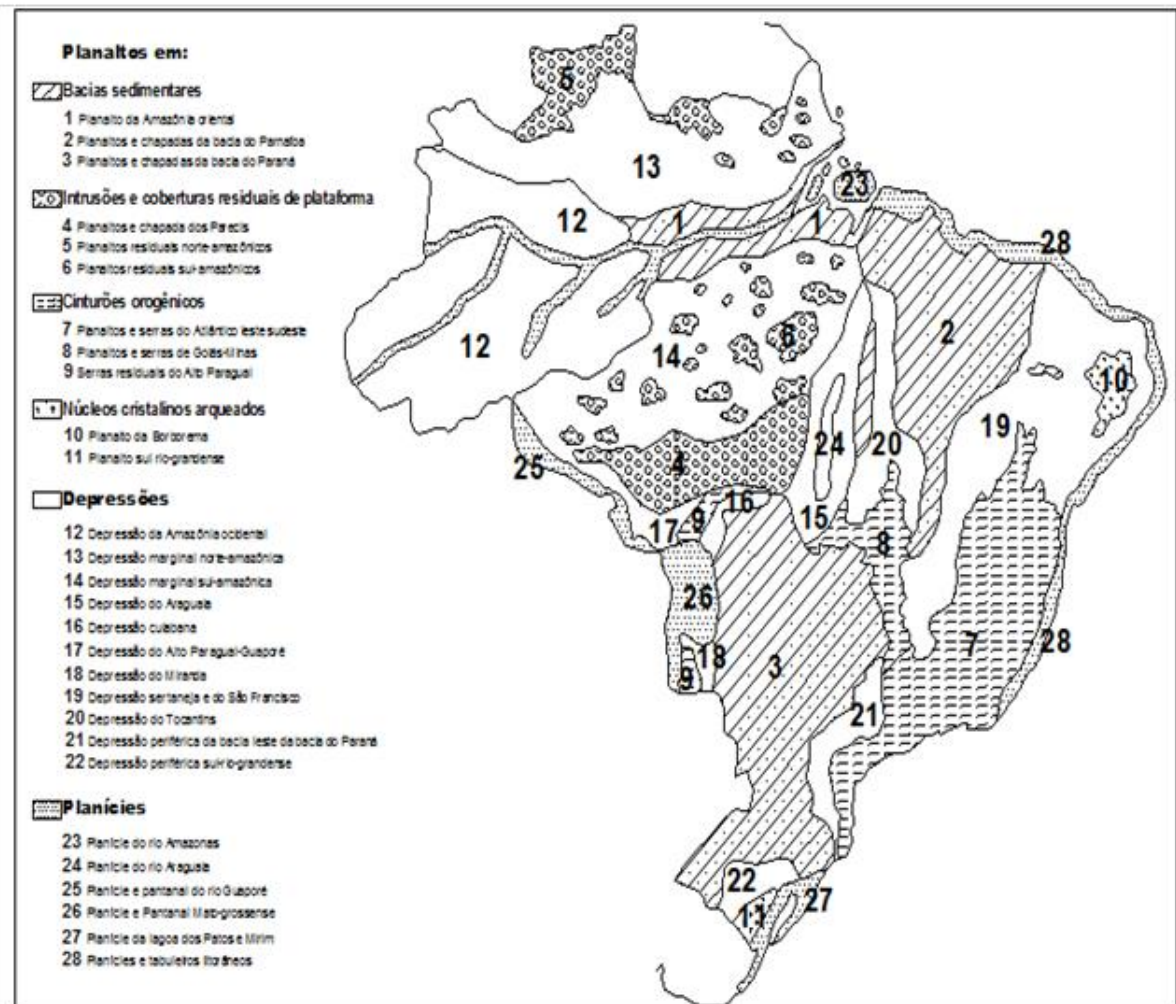 Planaltos em:
Bacias sedimentares
1 Planalto da Amazônia oriental
2 Planaltos e chapadas da bacia do Parnaíba
3 Planaltos e chapadas da bacia do Paraná
Intrusões e coberturas residuais de plataforma
4 Planaltos e chapada dos Parecis
5 Planaltos residuais norte-amazônicos
6 Planaltos residuais sul-amazônicos
Cinturões orogênicos
7 Planaltos e serras do Atlântico leste sudeste
8 Planaltos e serras de Goiás-Minas
9 Serras residuais do Alto Paraguai
Núcleos cristalinos arqueados
10 Planalto da Borborema
11 Planalto sul rio-grandense
Depressões
12 Depressão da Amazônia ocidental
13 Depressão marginal norte-amazônica
14 Depressão marginal sul-amazônica
15 Depressão do Araguaia
16 Depressão cuiabana
17 Depressão do Alto Paraguai-Guaporé
18 Depressão do Miranda
19 Depressão sertaneja e do São Francisco
20 Depressão do Tocantins
21 Depressão periférica da bacia leste da bacia do Paraná
22 Depressão periférica sul-rio-grandense
Planícies
23 Planície do rio Amazonas
24 Planície do rio Araguaia
25 Planície e pantanal do rio Guaporé
26 Planície e Pantanal Mato-grossense
27 Planície da lagoa dos Patos e Mirim
28 Planícies e tabuleiros litorâneos
5
13
23
12
1
1
28
2
12
14
6
10
24
20
19
25
4
16
17
9
15
8
26
18
9
3
7
28
21
22
11
27